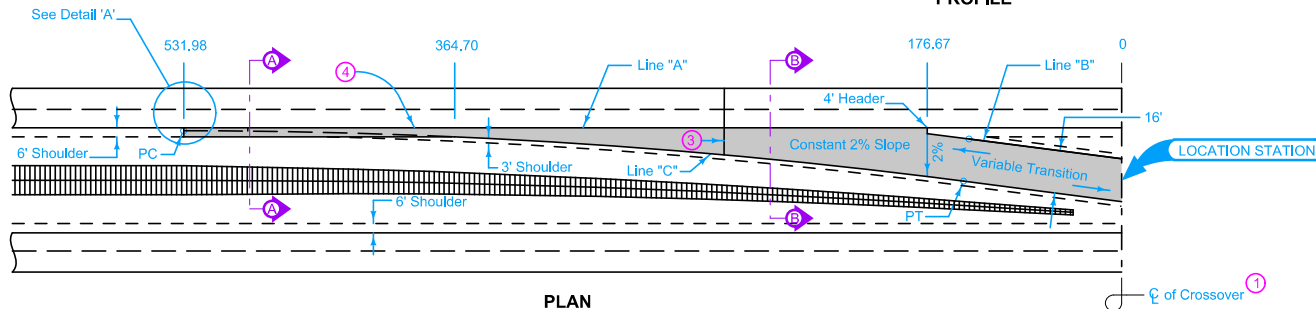 PROFILE
See Detail 'A'
531.98
364.70
176.67
0
A
B
4
Line "A"
Line "B"
4' Header
16'
6' Shoulder
PC
3' Shoulder
3
Line "C"
Constant 2% Slope
2%
Variable Transition
LOCATION STATION
A
6' Shoulder
B
PT
PLAN
℄ of Crossover
1